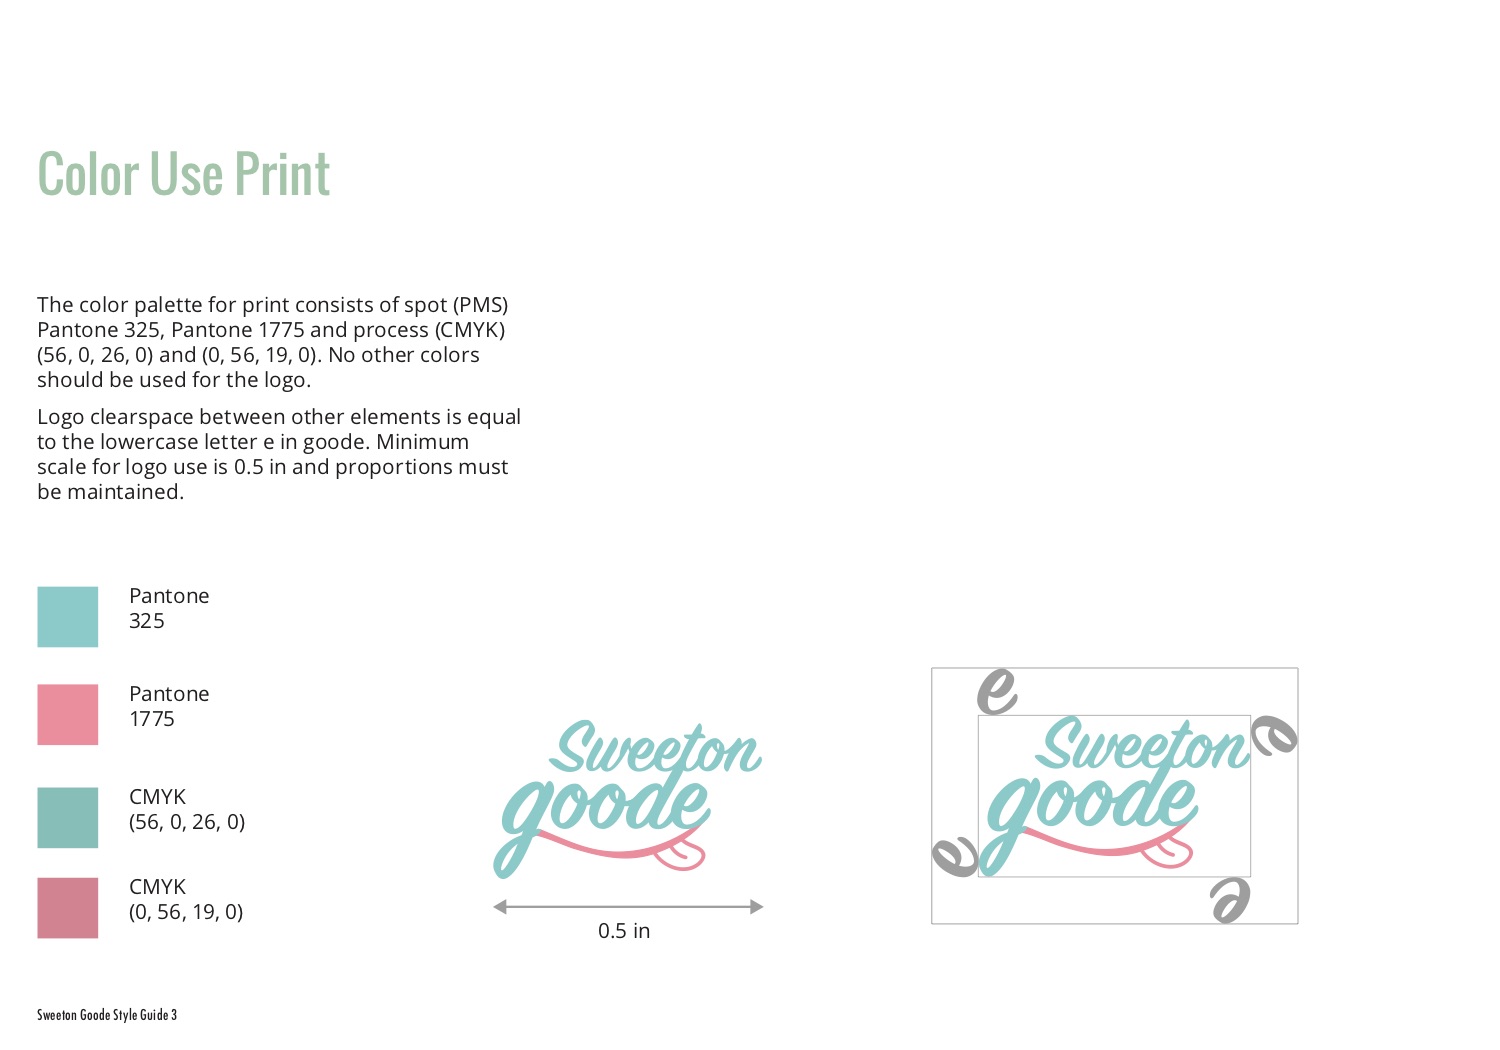 Color Use Print
The color palette for print consists of spot (PMS)
Pantone 325, Pantone 1775 and process (CMYK)
(56, 0, 26, 0) and (0, 56, 19, 0). No other colors
should be used for the logo.
Logo clearspace between other elements is equal
to the lowercase letter e in goode. Minimum
scale for logo use is 0.5 in and proportions must
be maintained.
Pantone
325
Pantone
1775
CMYK
(56, 0, 26, 0)
CMYK
(0, 56, 19, 0)
Sweeton
goode
0.5 in
e
e
Sweeton
goode
e
e
Sweeton Goode Style Guide 3